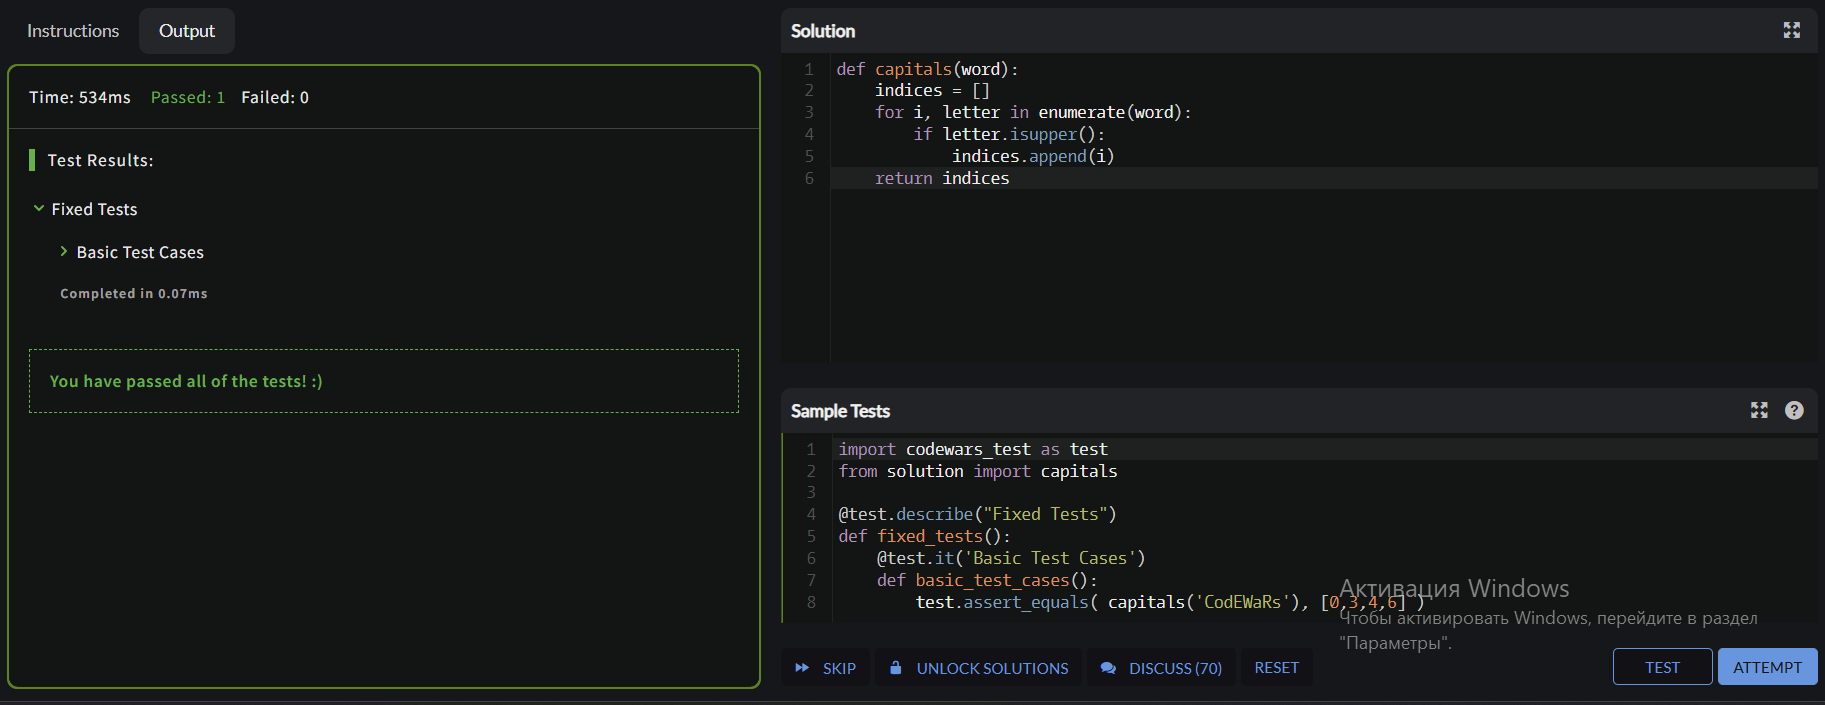 Instructions
Output
Time: 534ms Passed: 1 Failed: 0
Test Results:
Fixed Tests
Basic Test Cases
Completed in 0.07ms
You have passed all of the tests! :)
Solution
1 def capitals(word):
2     indices = []
3     for i, letter in enumerate(word):
4         if letter.isupper():
5             indices.append(i)
6     return indices
Sample Tests
1 import codewars_test as test
2 from solution import capitals
3
4 @test.describe("Fixed Tests")
5 def fixed_tests():
6     @test.it('Basic Test Cases')
7     def basic_test_cases():
8         test.assert_equals( capitals('CodEWaRs'), [0,3,4,6] )
Активация Windows
Чтобы активировать Windows, перейдите в раздел
"Параметры".
SKIP
UNLOCK SOLUTIONS
DISCUSS (70)
RESET
TEST
ATTEMPT